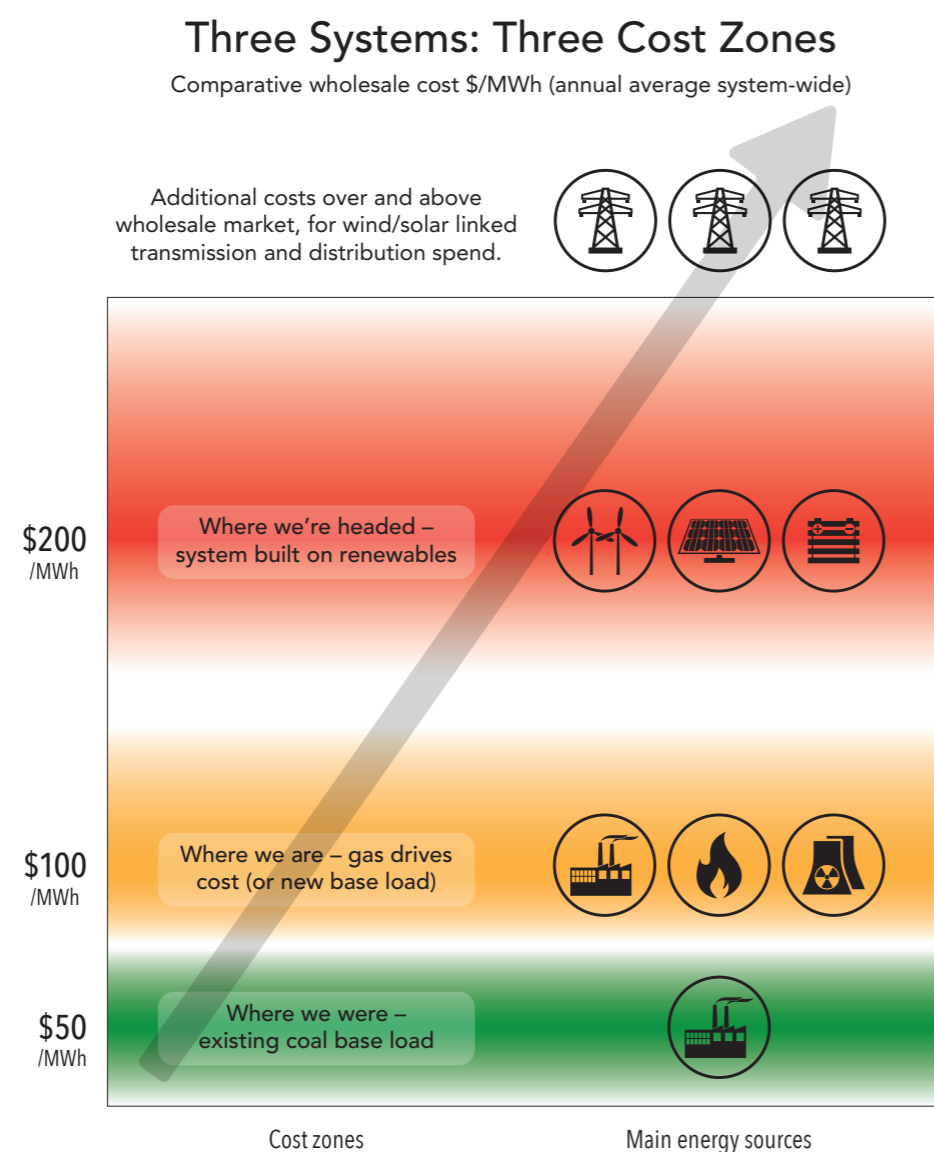 Three Systems: Three Cost Zones
Comparative wholesale cost $/MWh (annual average system-wide)
Additional costs over and above
wholesale market, for wind/solar linked
transmission and distribution spend.
$200
/MWh
Where we're headed –
system built on renewables
$100
/MWh
Where we are – gas drives
cost (or new base load)
$50
/MWh
Where we were –
existing coal base load
Cost zones
Main energy sources